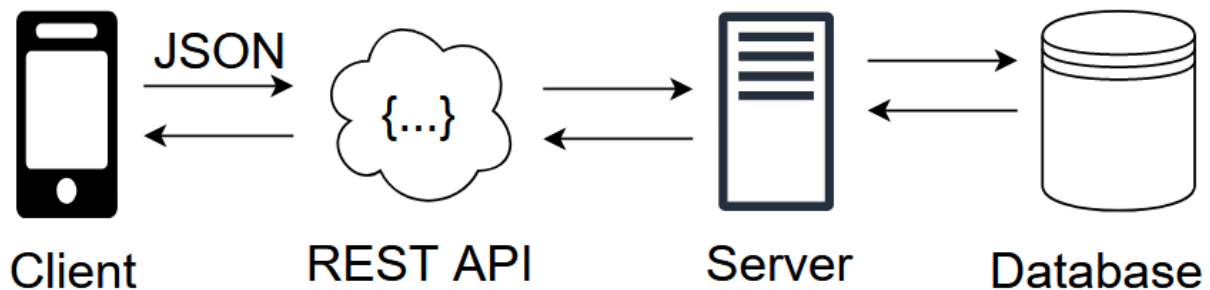 JSON
{...}
Client
REST API
Server
Database